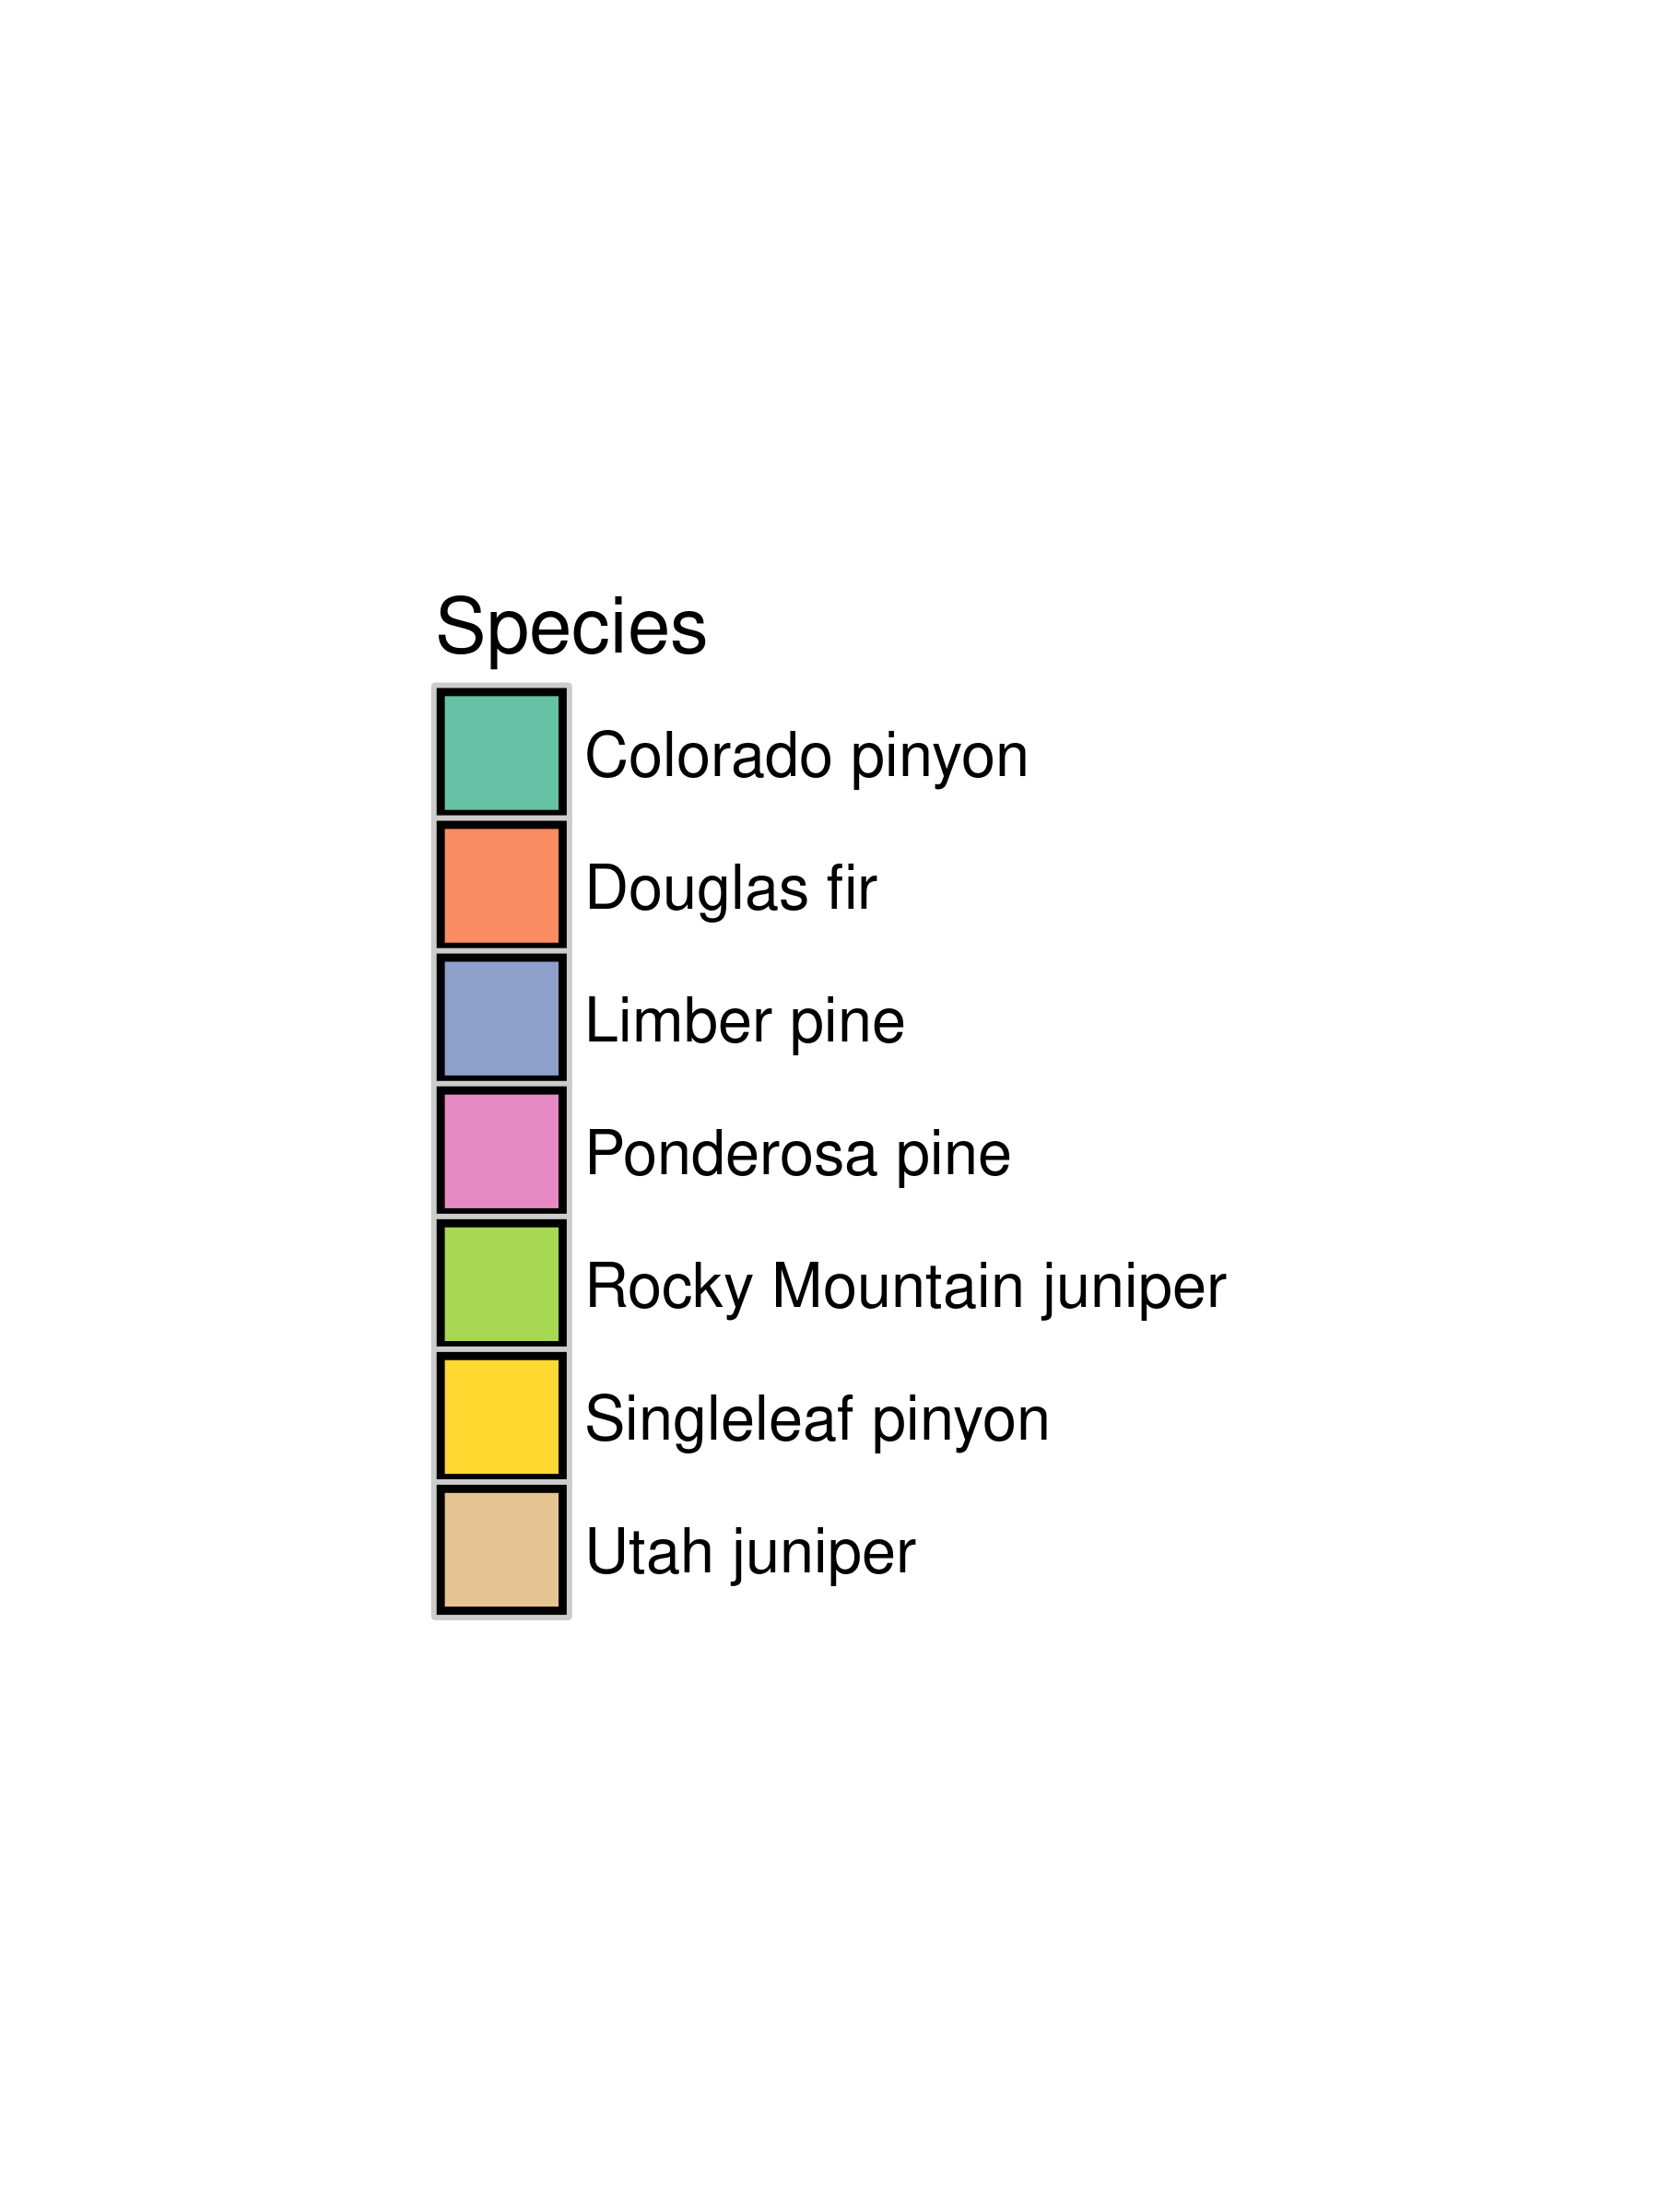 Species
Colorado pinyon
Douglas fir
Limber pine
Ponderosa pine
Rocky Mountain juniper
Singleleaf pinyon
Utah juniper